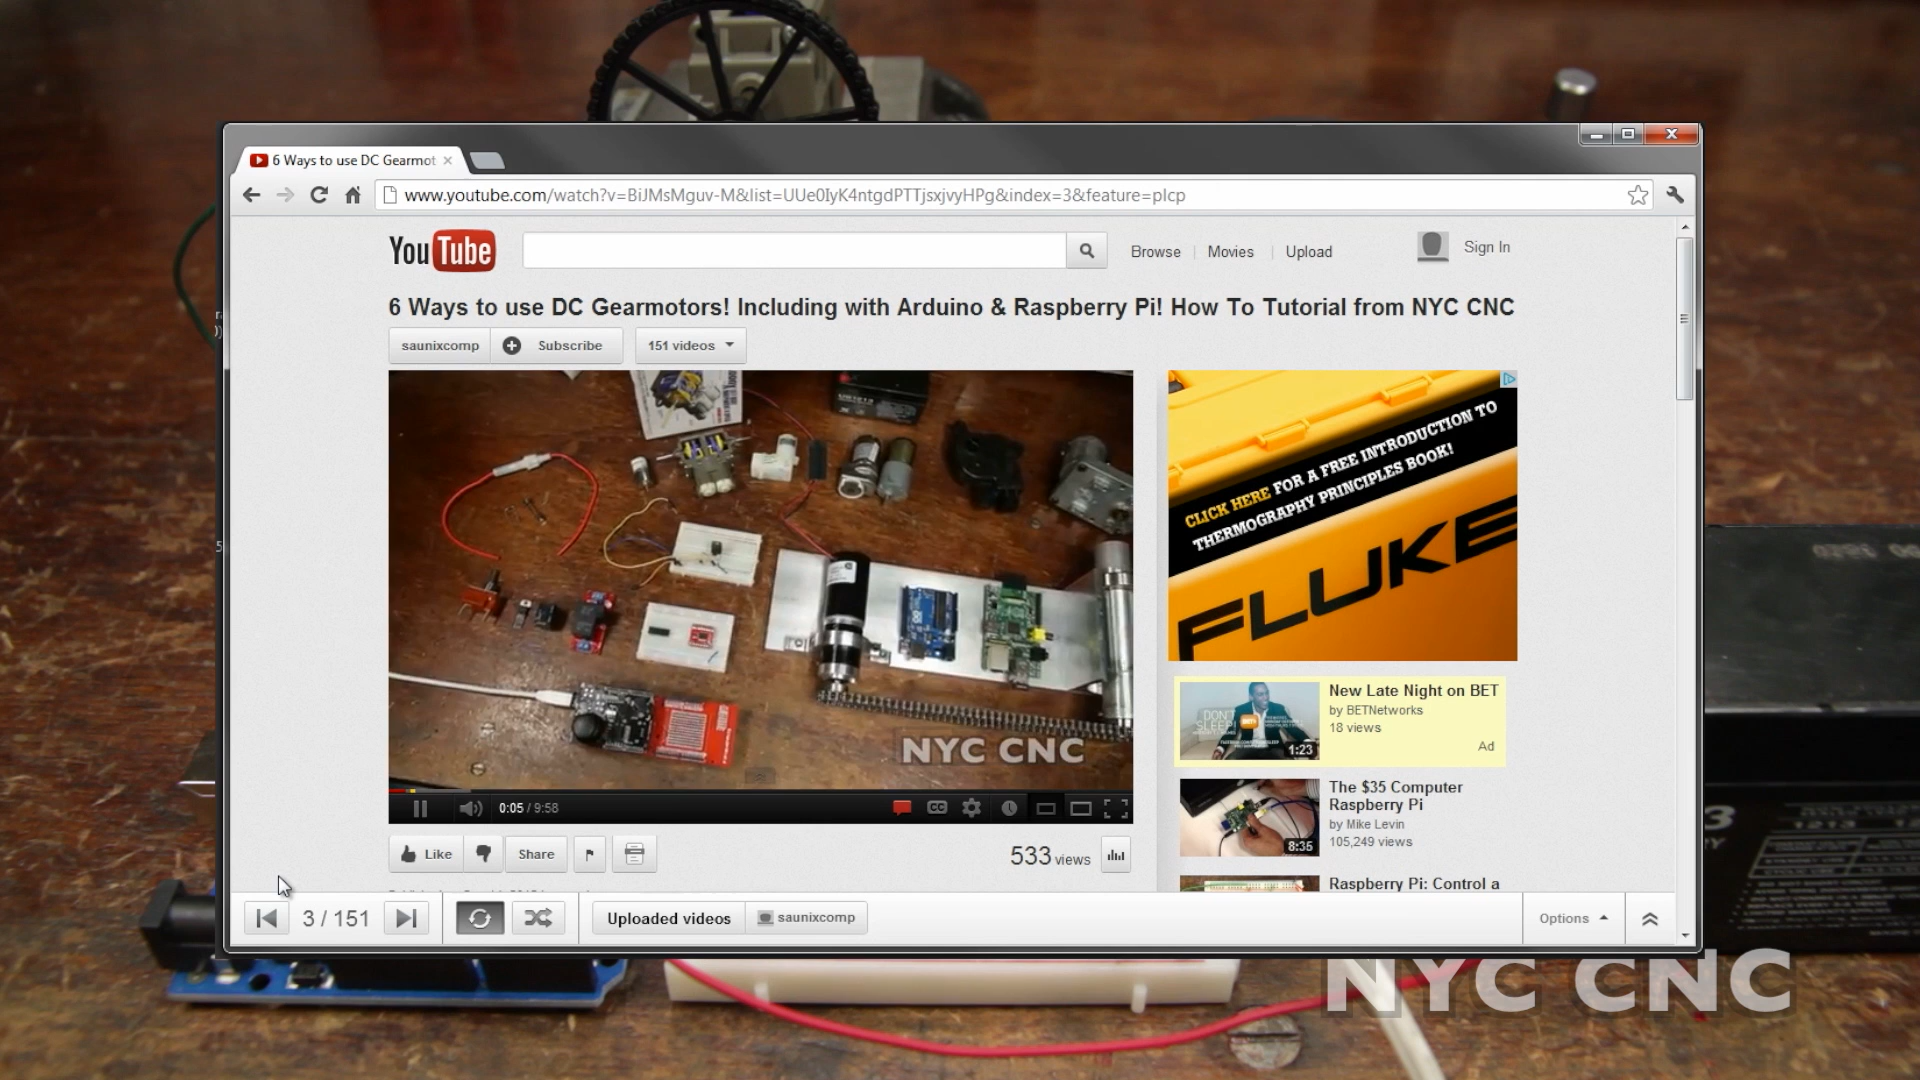 6 Ways to use DC Gearmot
www.youtube.com/watch?v=BiJMsMguv-M&list=UUe0IyK4ntgdPTTjsxjvyHPg&index=3&feature=plcp
YouTube
Browse
Movies
Upload
Sign In
6 Ways to use DC Gearmotors! Including with Arduino & Raspberry Pi! How To Tutorial from NYC CNC
saunixcomp
Subscribe
151 videos
CLICK HERE FOR A FREE INTRODUCTION TO
THERMOGRAPHY PRINCIPLES BOOK!
FLUKE
NYC CNC
0:05 / 9:58
CC
New Late Night on BET
by BETNetworks
18 views
Ad
DON'T
SLEEP!
1:23
The $35 Computer
Raspberry Pi
by Mike Levin
105,249 views
8:35
Raspberry Pi: Control a
Like
Share
533 views
3 / 151
Uploaded videos
saunixcomp
Options
NYC CNC